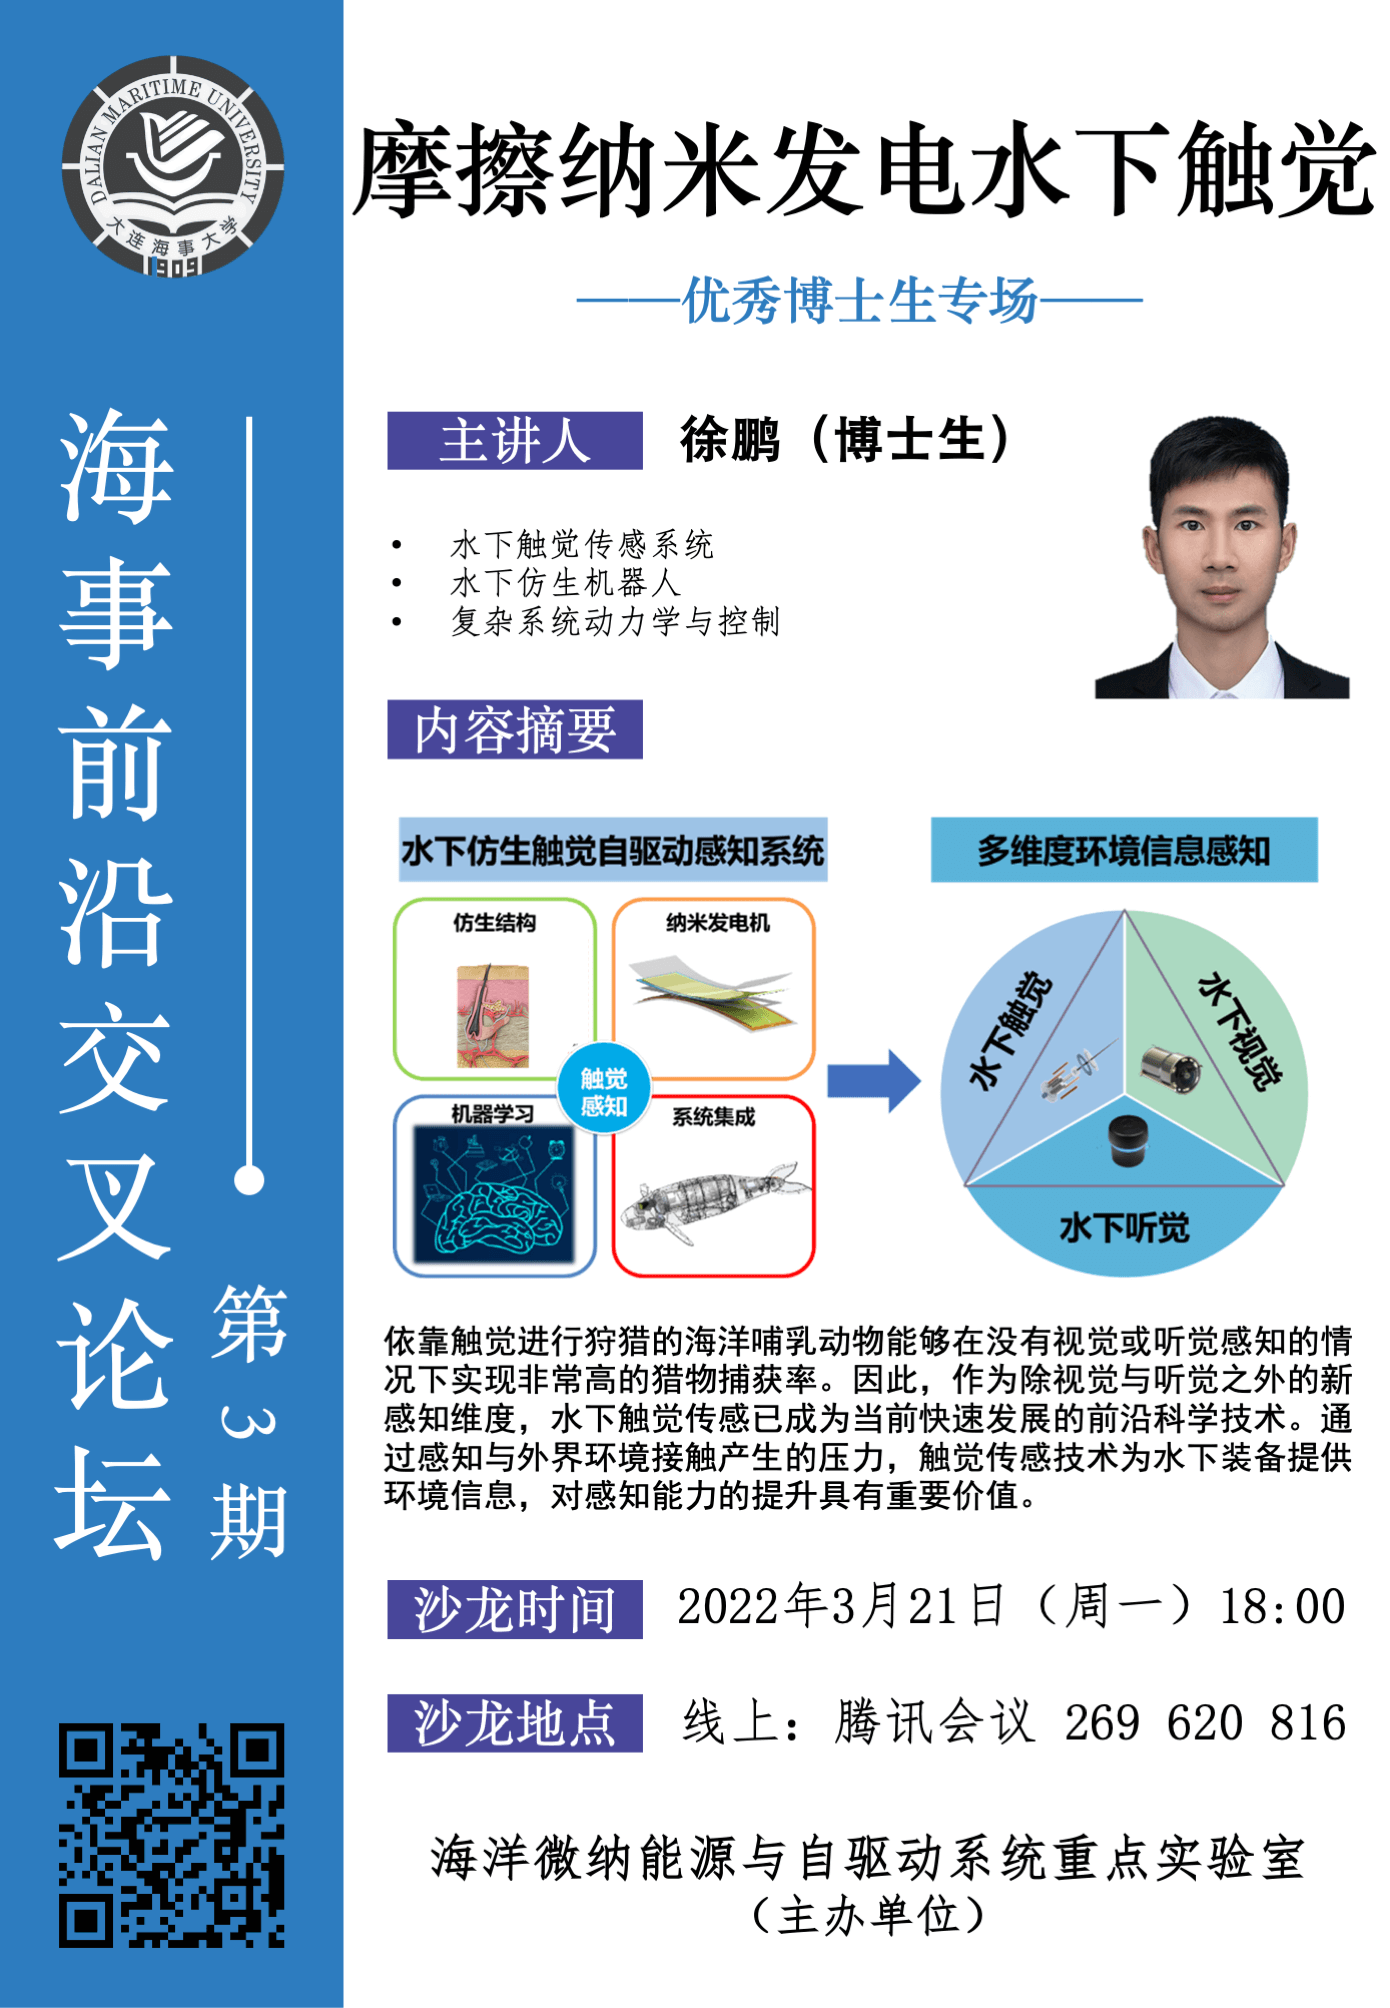 DALIAN MARITIME UNIVERSITY
大连海事大学
1909
海事前沿交叉论坛
第3期
摩擦纳米发电水下触觉
——优秀博士生专场——
主讲人 徐鹏（博士生）
• 水下触觉传感系统
• 水下仿生机器人
• 复杂系统动力学与控制
内容摘要
水下仿生触觉自驱动感知系统
仿生结构
纳米发电机
触觉
感知
机器学习
系统集成
多维度环境信息感知
水下触觉
水下视觉
水下听觉
依靠触觉进行狩猎的海洋哺乳动物能够在没有视觉或听觉感知的情
况下实现非常高的猎物捕获率。因此，作为除视觉与听觉之外的新
感知维度，水下触觉传感已成为当前快速发展的前沿科学技术。通
过感知与外界环境接触产生的压力，触觉传感技术为水下装备提供
环境信息，对感知能力的提升具有重要价值。
沙龙时间 2022年3月21日（周一）18:00
沙龙地点 线上：腾讯会议 269 620 816
海洋微纳能源与自驱动系统重点实验室
（主办单位）